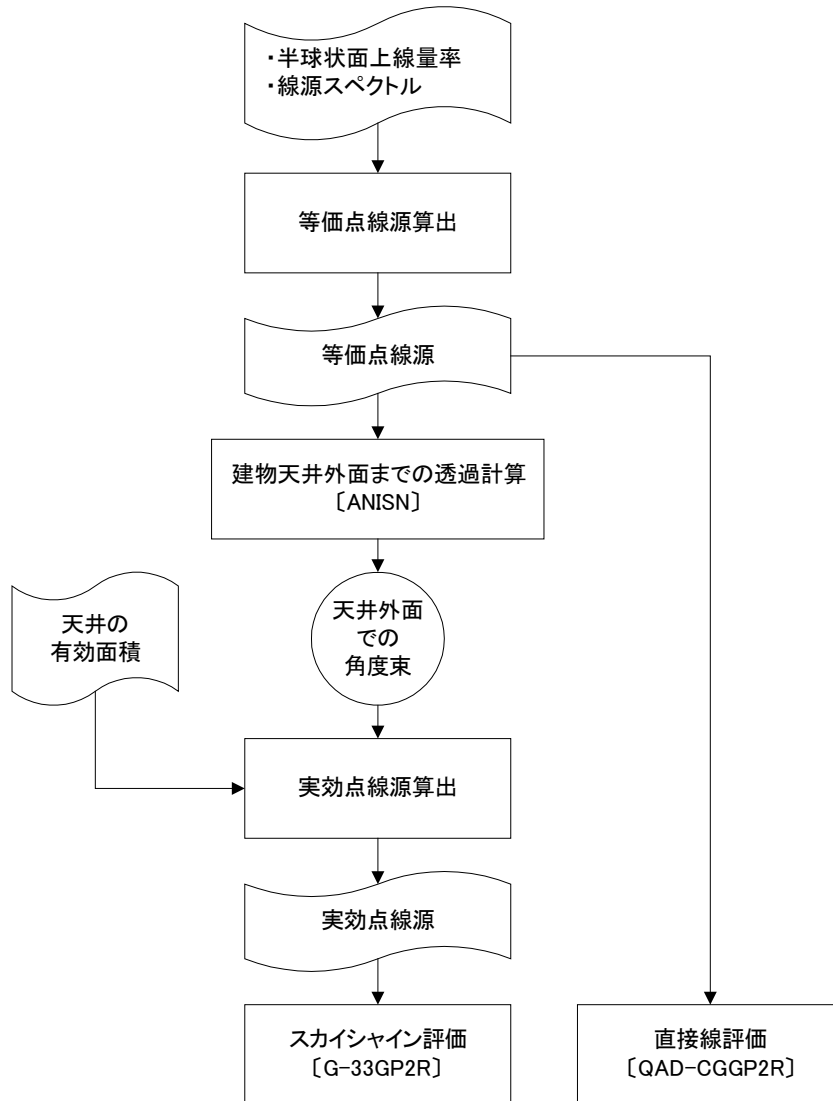 ・半球状面上線量率
・線源スペクトル
等価点線源算出
等価点線源
建物天井外面までの透過計算
〔ANISN〕
天井の
有効面積
天井外面
での
角度束
実効点線源算出
実効点線源
スカイシャイン評価
〔G-33GP2R〕
直接線評価
〔QAD-CGGP2R〕